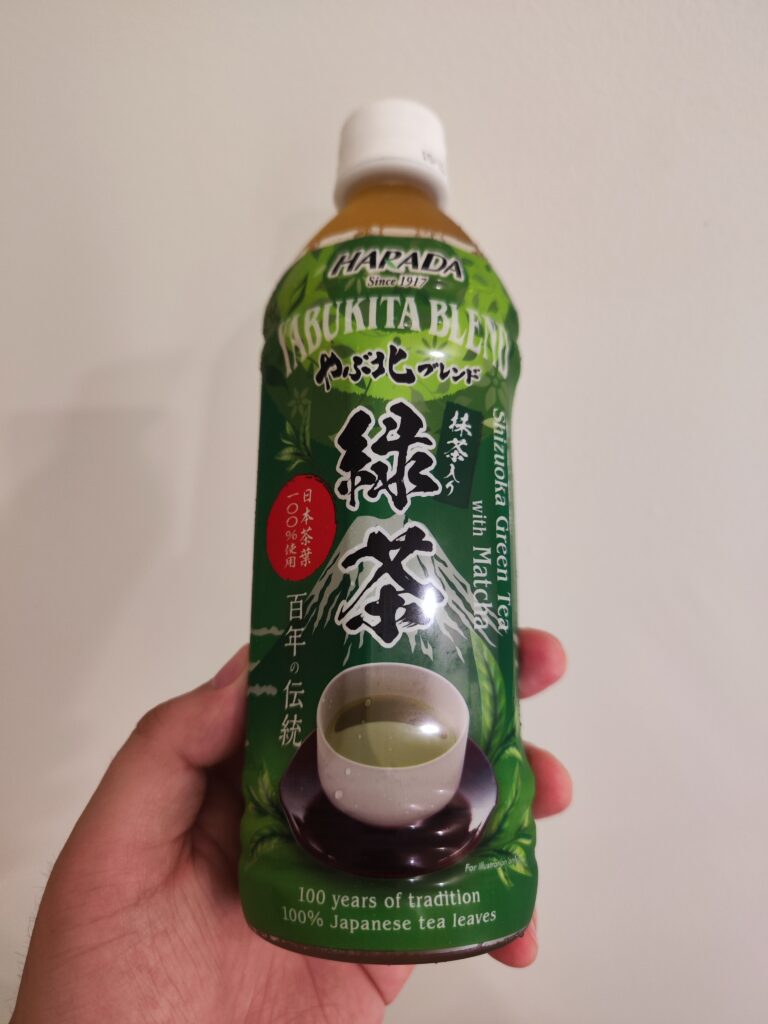 HARADA
Since 1917
YABUKITA BLEND
やぶ北ブレンド
緑茶
抹茶入り
Shizuoka Green Tea
with Matcha
日本茶葉
一〇〇%使用
百年の伝統
For illustration
100 years of tradition
100% Japanese tea leaves